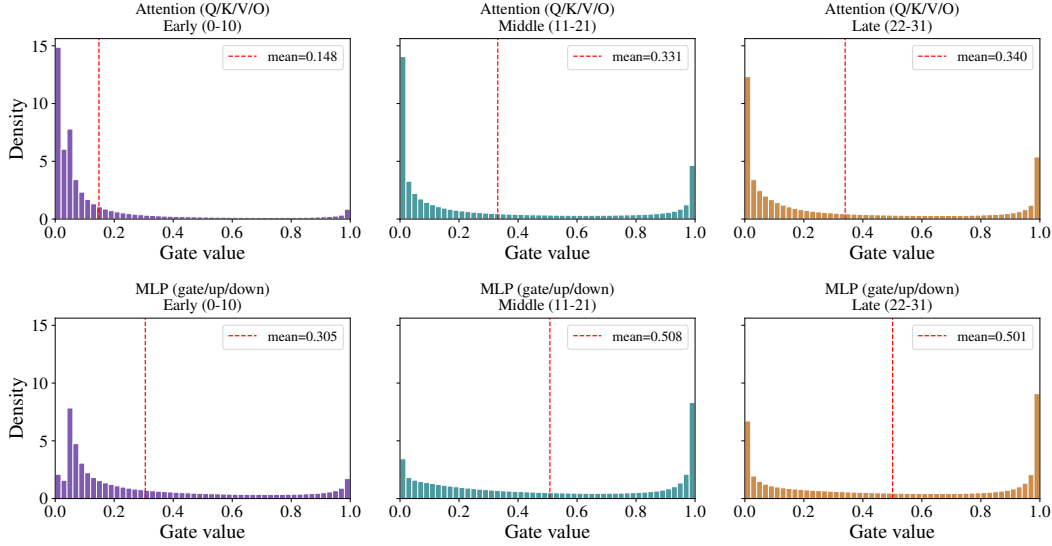 Attention (Q/K/V/O)
Early (0-10)
Attention (Q/K/V/O)
Middle (11-21)
Attention (Q/K/V/O)
Late (22-31)
mean=0.148
mean=0.331
mean=0.340
Density
15
10
5
0
0.0 0.2 0.4 0.6 0.8 1.0
0.0 0.2 0.4 0.6 0.8 1.0
0.0 0.2 0.4 0.6 0.8 1.0
Gate value
Gate value
Gate value
MLP (gate/up/down)
Early (0-10)
MLP (gate/up/down)
Middle (11-21)
MLP (gate/up/down)
Late (22-31)
mean=0.305
mean=0.508
mean=0.501
Density
15
10
5
0
0.0 0.2 0.4 0.6 0.8 1.0
0.0 0.2 0.4 0.6 0.8 1.0
0.0 0.2 0.4 0.6 0.8 1.0
Gate value
Gate value
Gate value